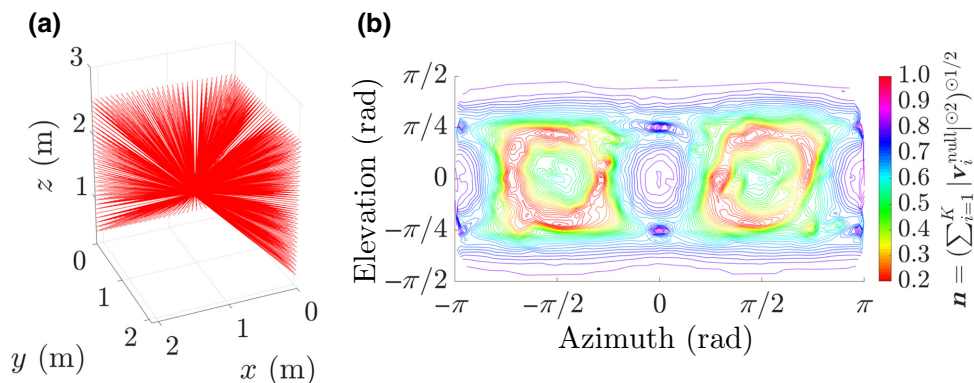 (a)
3
2
1
z (m)
0
1
2
y (m)
2
1
0
x (m)
(b)
π/2
π/4
0
−π/4
−π/2
Elevation (rad)
−π
−π/2
0
π/2
π
Azimuth (rad)
1.0
0.9
0.8
0.7
0.6
0.5
0.4
0.3
0.2
n = (∑ᵢ₌₁ᴷ |vᵢⁿᵘˡˡ|⊙2)⊙1/2